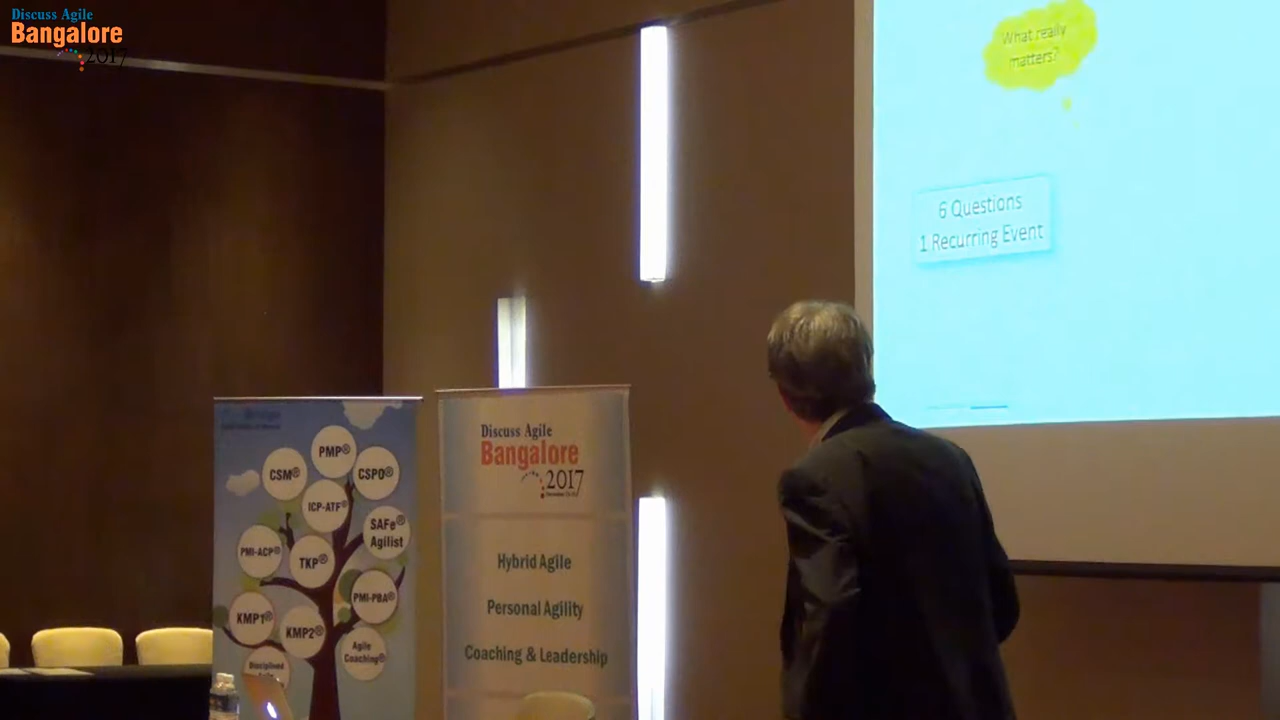 Discuss Agile
Bangalore
2017
What really
matters?
6 Questions
1 Recurring Event
PMP®
CSM®
CSPO®
ICP-ATF®
SAFe®
Agilist
PMI-ACP®
TKP®
PMI-PBA®
KMP1®
KMP2®
Agile
Coaching®
Disciplined
Discuss Agile
Bangalore
2017
Hybrid Agile
Personal Agility
Coaching & Leadership